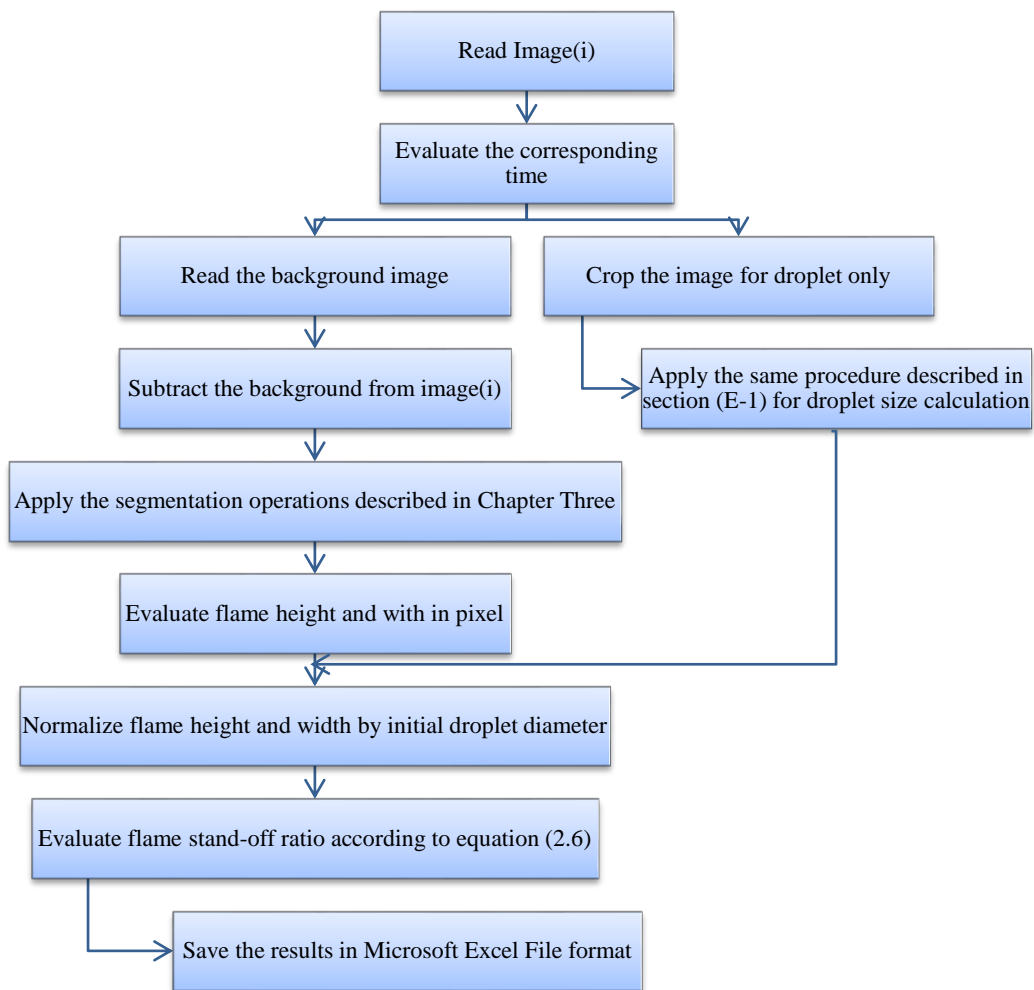 Read Image(i)
Evaluate the corresponding
time
Read the background image
Crop the image for droplet only
Subtract the background from image(i)
Apply the same procedure described in
section (E-1) for droplet size calculation
Apply the segmentation operations described in Chapter Three
Evaluate flame height and with in pixel
Normalize flame height and width by initial droplet diameter
Evaluate flame stand-off ratio according to equation (2.6)
Save the results in Microsoft Excel File format